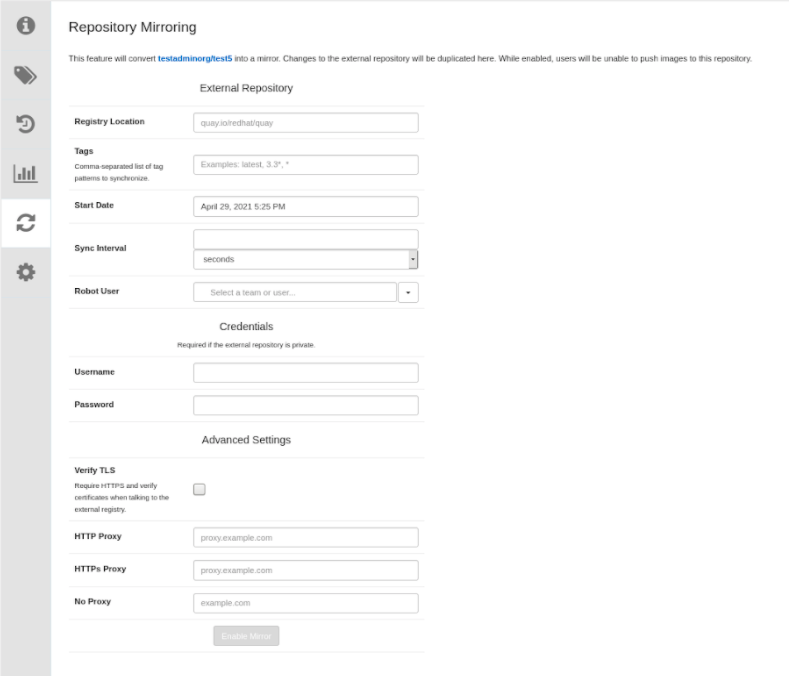 Repository Mirroring
This feature will convert testadminorg/test5 into a mirror. Changes to the external repository will be duplicated here. While enabled, users will be unable to push images to this repository.
External Repository
Registry Location
quay.io/redhat/quay
Tags
Comma-separated list of tag
patterns to synchronize.
Examples: latest, 3.3*, *
Start Date
April 29, 2021 5:25 PM
Sync Interval
seconds
Robot User
Select a team or user...
Credentials
Required if the external repository is private.
Username
Password
Advanced Settings
Verify TLS
Require HTTPS and verify
certificates when talking to the
external registry.
HTTP Proxy
proxy.example.com
HTTPs Proxy
proxy.example.com
No Proxy
example.com
Enable Mirror